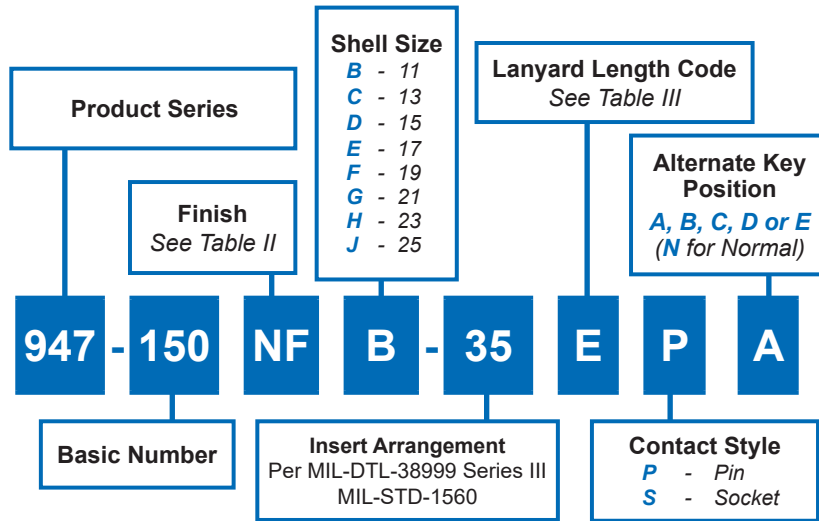 Product Series
Finish
See Table II
Shell Size
B - 11
C - 13
D - 15
E - 17
F - 19
G - 21
H - 23
J - 25
Lanyard Length Code
See Table III
Alternate Key
Position
A, B, C, D or E
(N for Normal)
947 - 150 NF B - 35 E P A
Basic Number
Insert Arrangement
Per MIL-DTL-38999 Series III
MIL-STD-1560
Contact Style
P - Pin
S - Socket